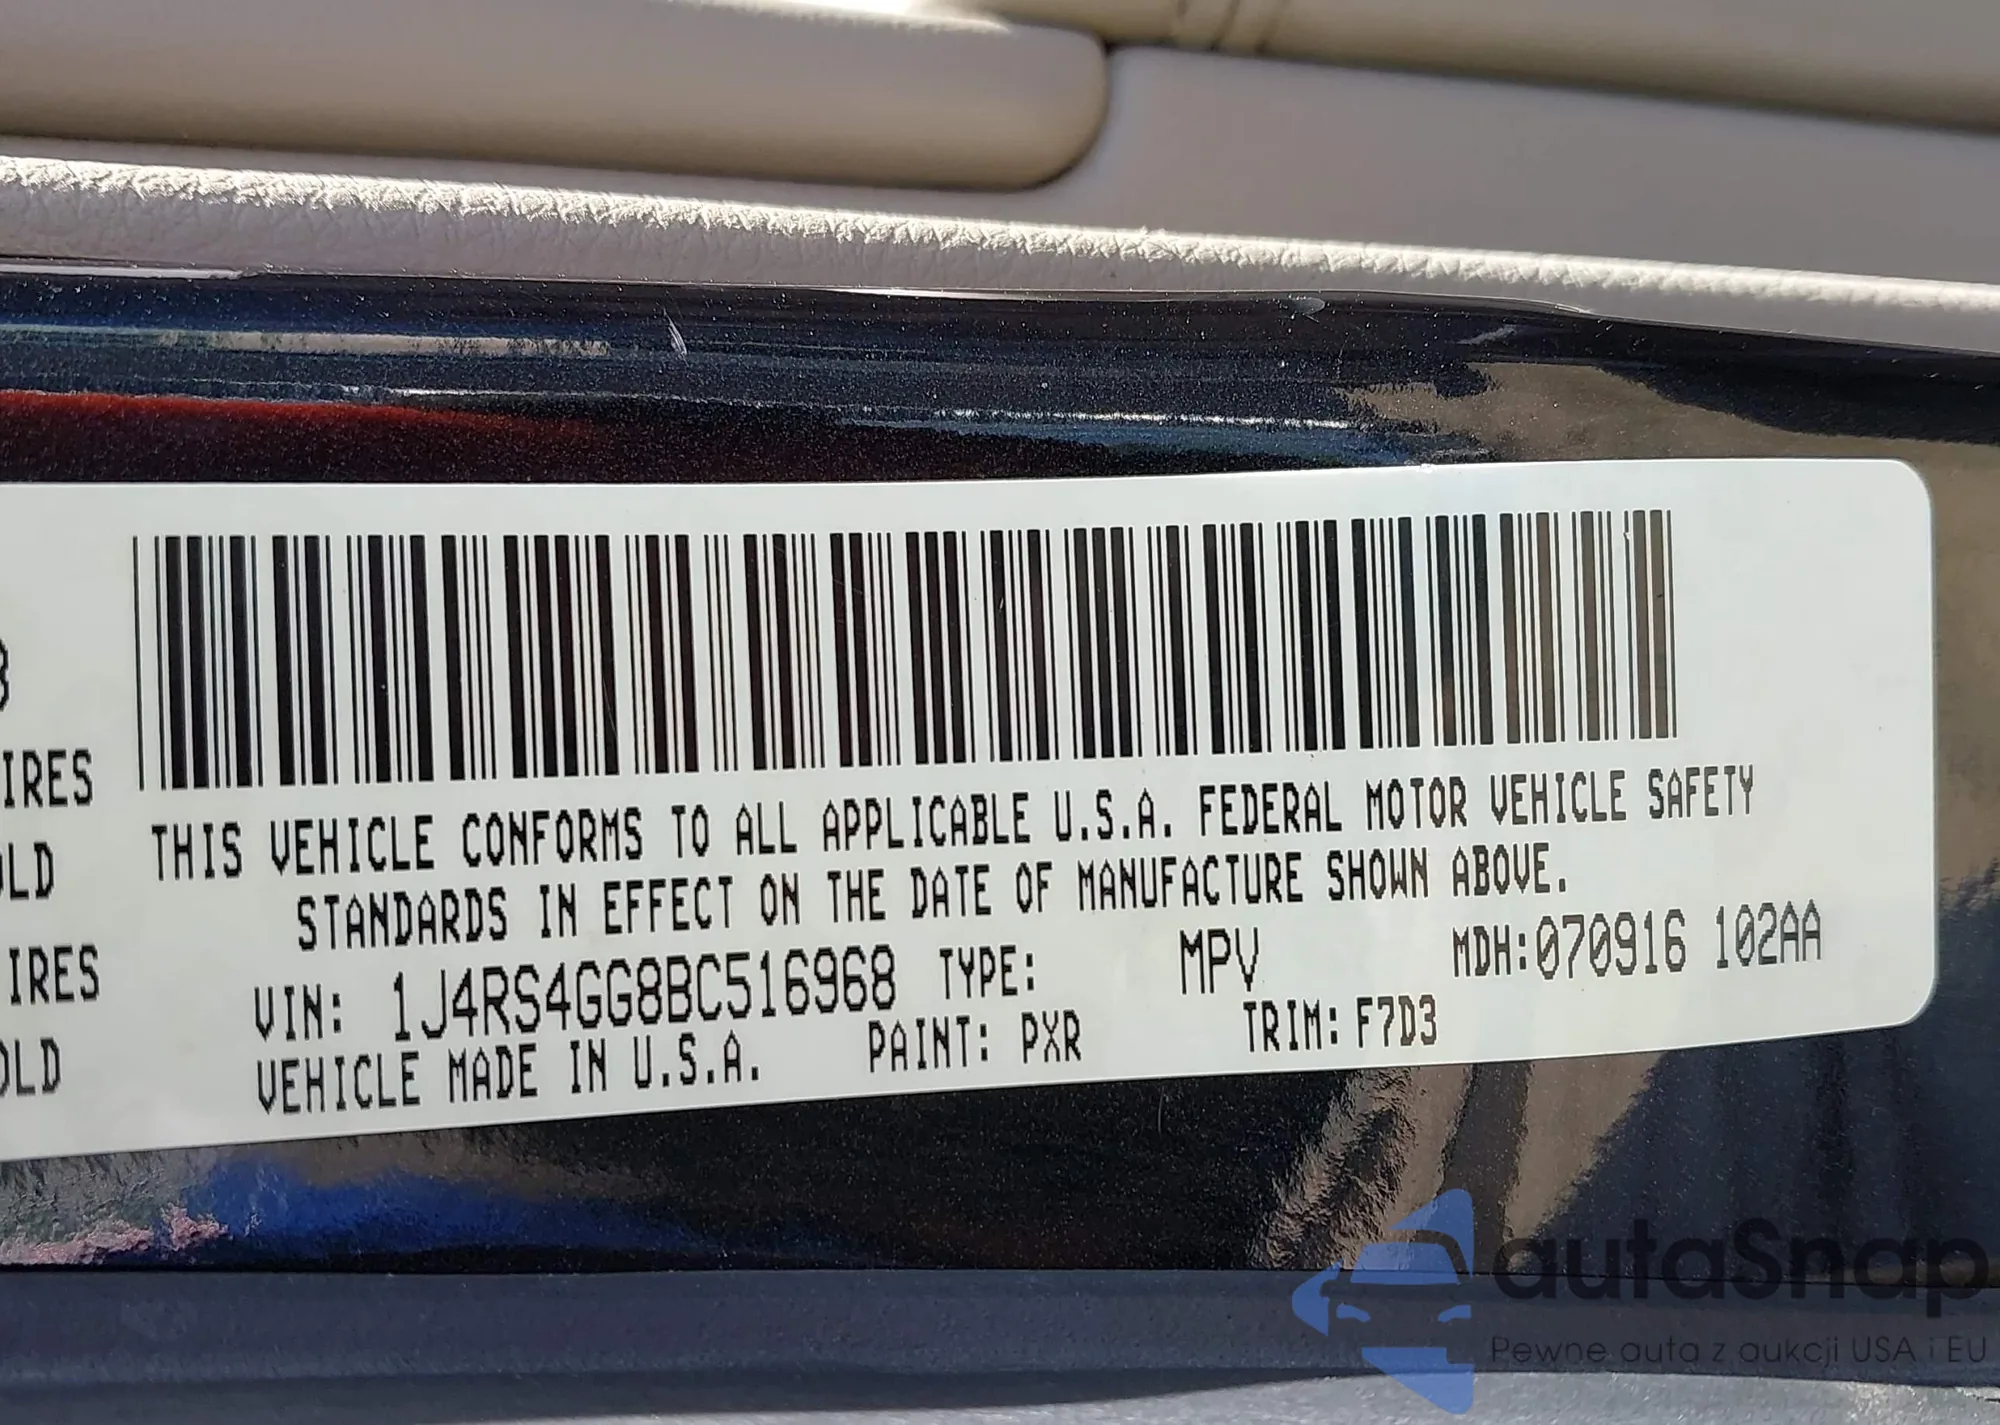 3
IRES
OLD
IRES
OLD
THIS VEHICLE CONFORMS TO ALL APPLICABLE U.S.A. FEDERAL MOTOR VEHICLE SAFETY
STANDARDS IN EFFECT ON THE DATE OF MANUFACTURE SHOWN ABOVE.
VIN: 1J4RS4GG8BC516968 TYPE: MPV MDH:070916 102AA
VEHICLE MADE IN U.S.A. PAINT: PXR TRIM: F7D3
autaSnap
Pewne auta z aukcji USA i EU